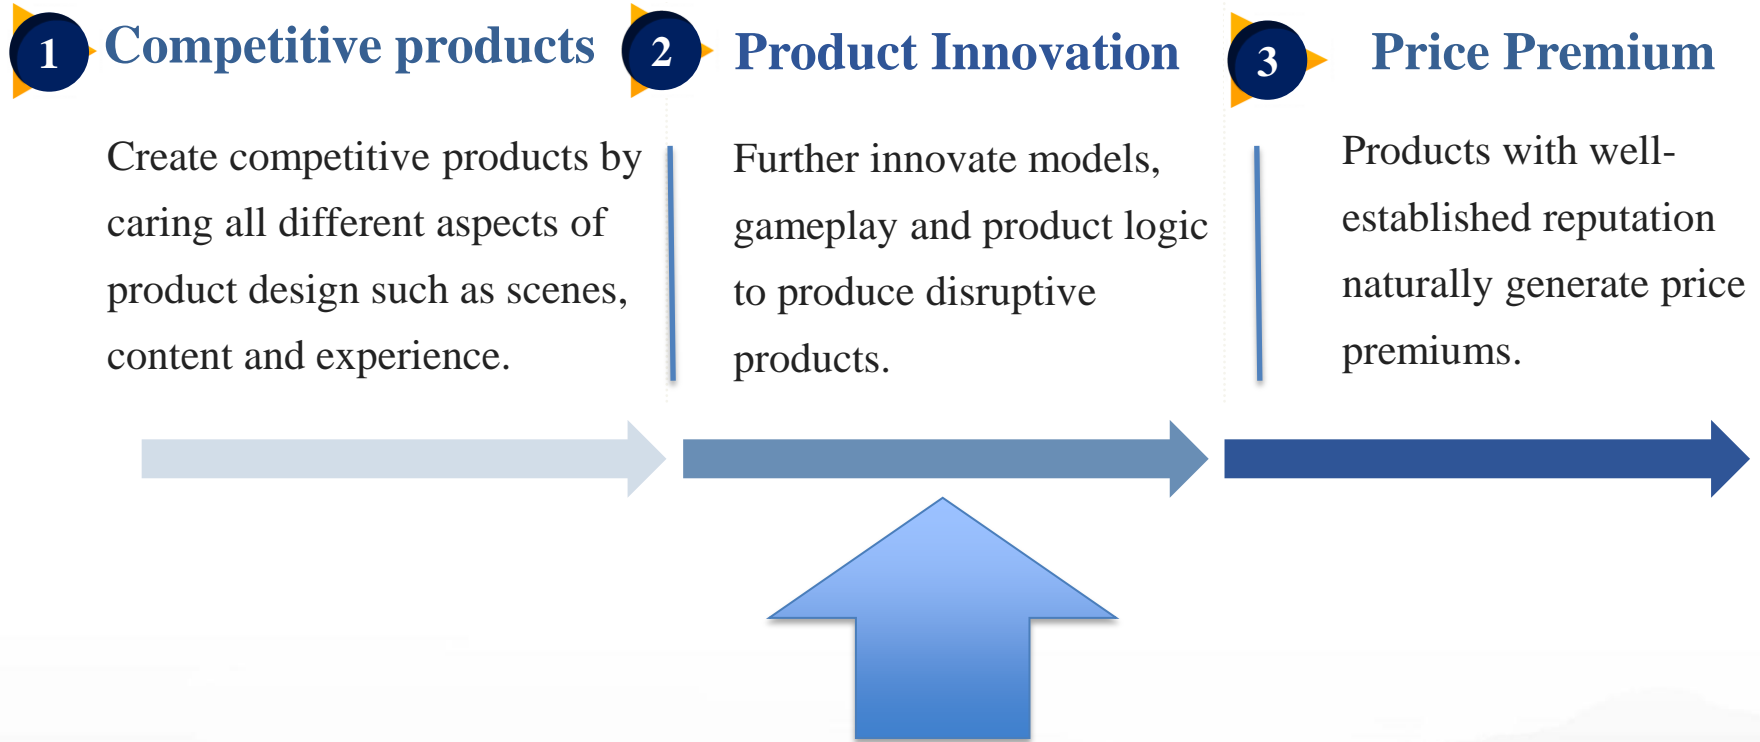 1 Competitive products
Create competitive products by
caring all different aspects of
product design such as scenes,
content and experience.
2 Product Innovation
Further innovate models,
gameplay and product logic
to produce disruptive
products.
3 Price Premium
Products with well-
established reputation
naturally generate price
premiums.